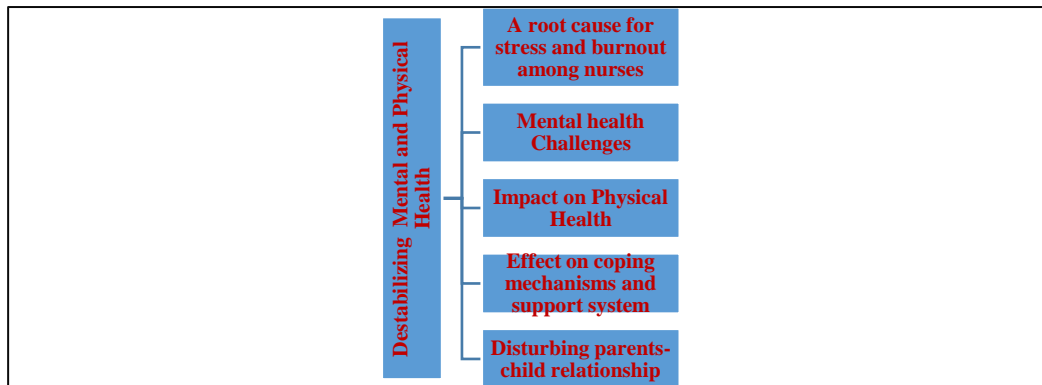 Destabilizing Mental and Physical
Health
A root cause for
stress and burnout
among nurses
Mental health
Challenges
Impact on Physical
Health
Effect on coping
mechanisms and
support system
Disturbing parents-
child relationship